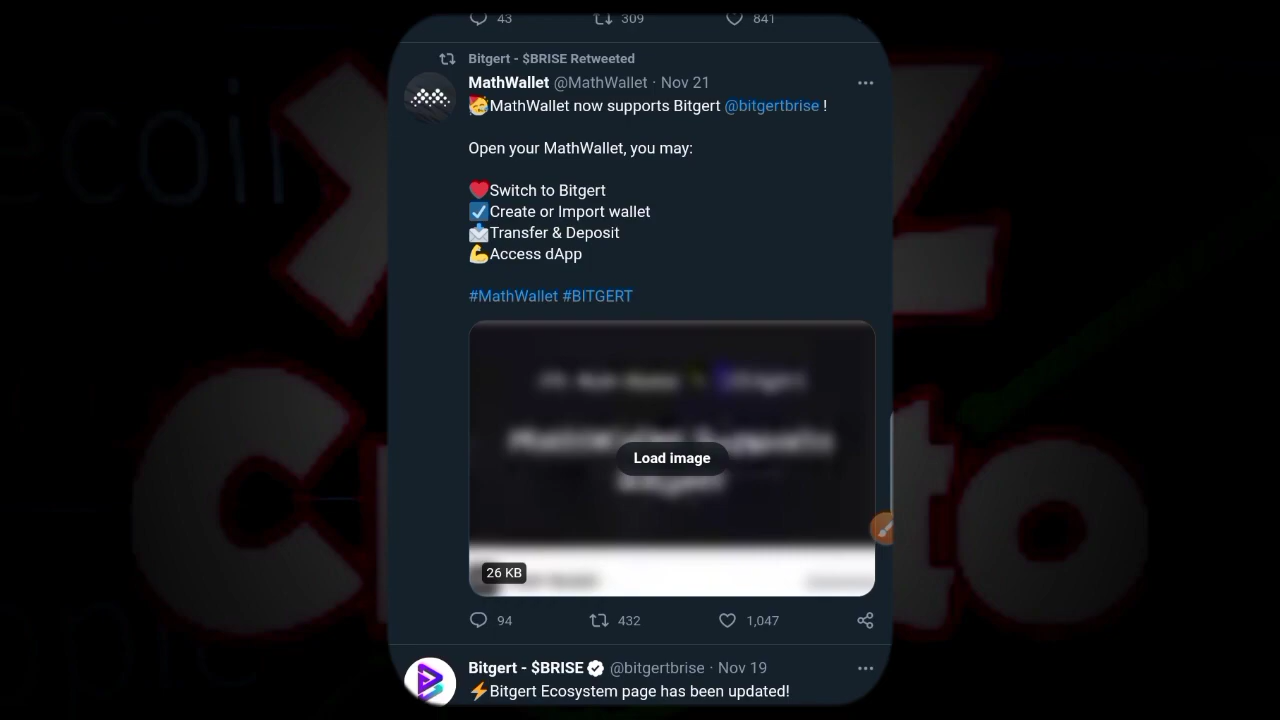 43 309 841
Bitgert - $BRISE Retweeted
MathWallet @MathWallet · Nov 21
🥳MathWallet now supports Bitgert @bitgertbrise !
Open your MathWallet, you may:
❤️Switch to Bitgert
☑️Create or Import wallet
📩Transfer & Deposit
💪Access dApp
#MathWallet #BITGERT
Load image
26 KB
94 432 1,047
Bitgert - $BRISE @bitgertbrise · Nov 19
⚡Bitgert Ecosystem page has been updated!